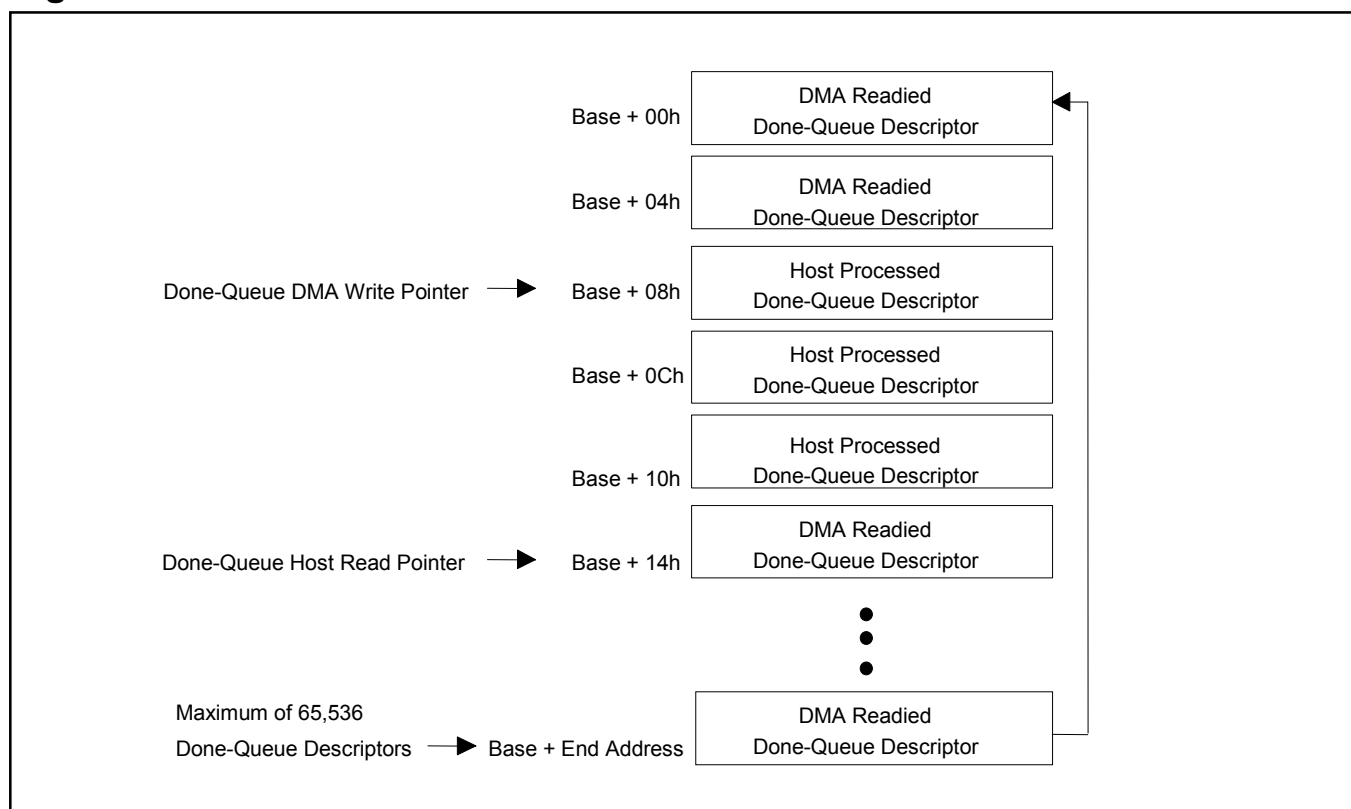 DMA Readied
Base + 00h
Done-Queue Descriptor
DMA Readied
Base + 04h
Done-Queue Descriptor
Host Processed
Done-Queue DMA Write Pointer
Base + 08h
Done-Queue Descriptor
Host Processed
Base + 0Ch
Done-Queue Descriptor
Host Processed
Base + 10h
Done-Queue Descriptor
DMA Readied
Done-Queue Host Read Pointer
Base + 14h
Done-Queue Descriptor
Maximum of 65,536
Done-Queue Descriptors
Base + End Address
DMA Readied
Done-Queue Descriptor